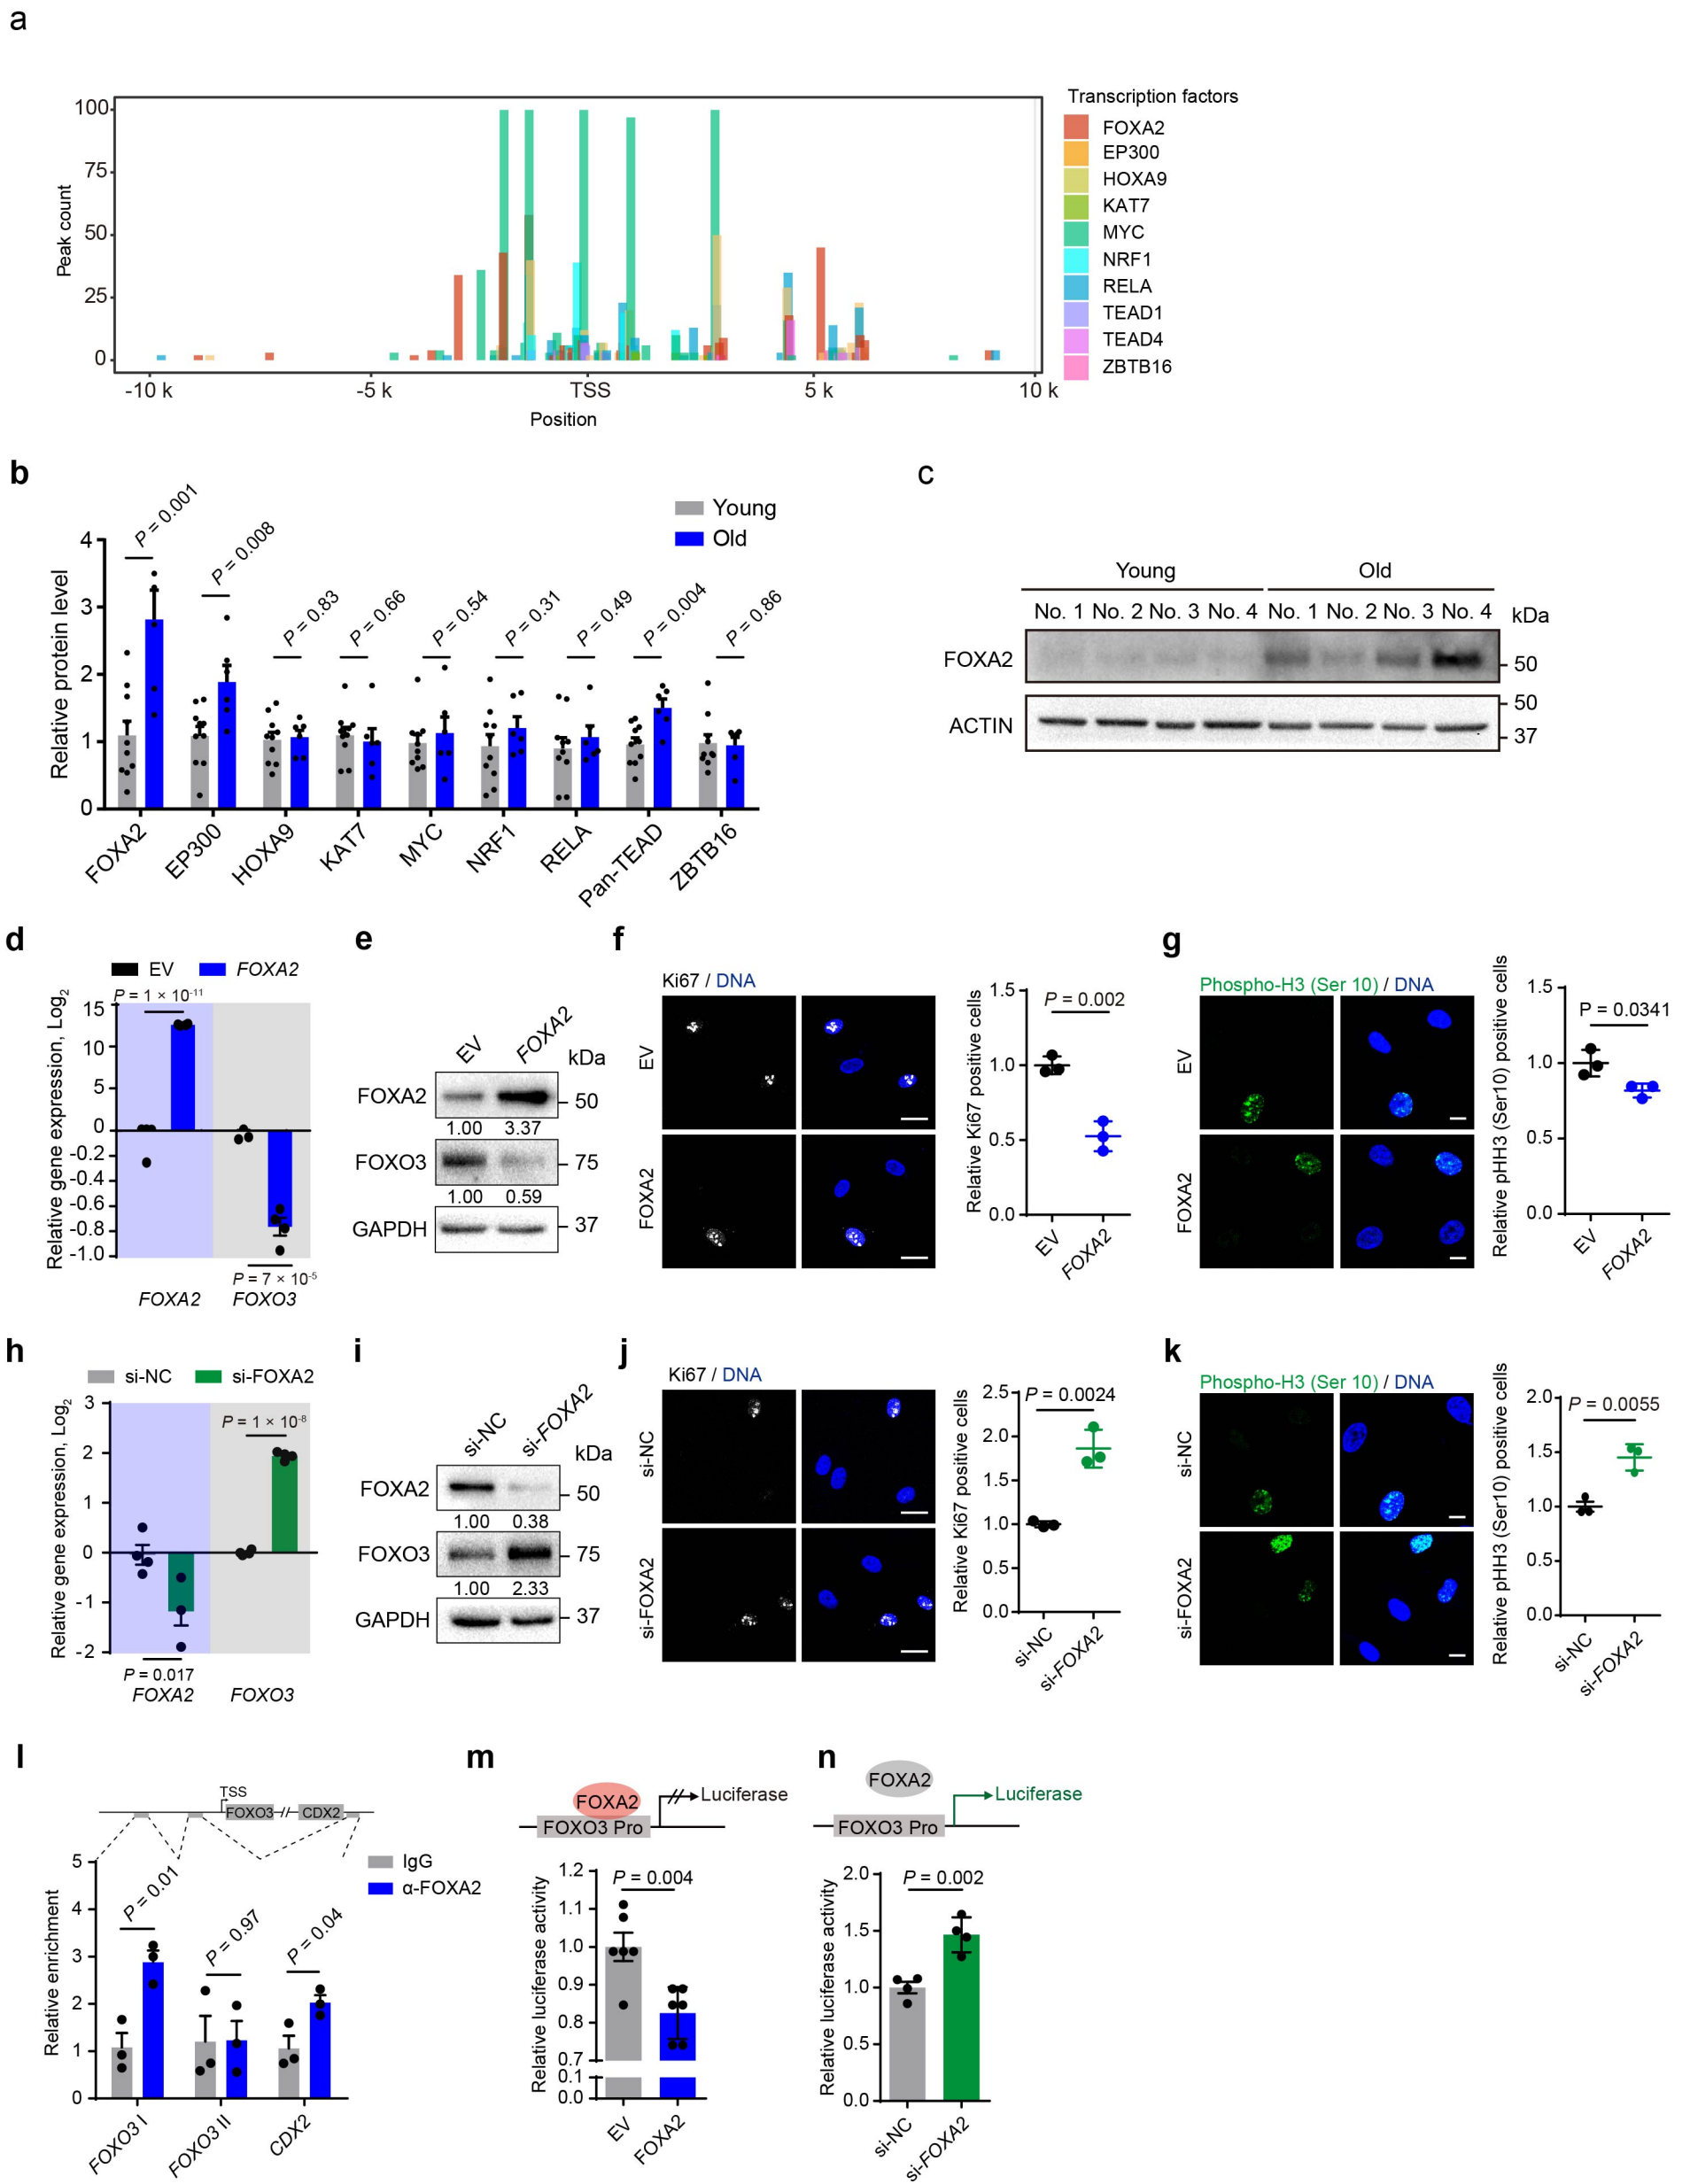 a
Peak count
100
75
50
25
0
-10 k
-5 k
TSS
5 k
10 k
Position
Transcription factors
FOXA2
EP300
HOXA9
KAT7
MYC
NRF1
RELA
TEAD1
TEAD4
ZBTB16
b
Relative protein level
4
3
2
1
0
P = 0.001
P = 0.008
P = 0.83
P = 0.66
P = 0.54
P = 0.31
P = 0.49
P = 0.004
P = 0.86
Young
Old
FOXA2
EP300
HOXA9
KAT7
MYC
NRF1
RELA
Pan-TEAD
ZBTB16
c
Young Old
No. 1 No. 2 No. 3 No. 4 No. 1 No. 2 No. 3 No. 4 kDa
FOXA2
50
ACTIN
50
37
d
EV FOXA2
P = 1 × 10-11
Relative gene expression, Log2
15
10
5
0
-0.2
-0.4
-0.6
-0.8
-1.0
P = 7 × 10-5
FOXA2 FOXO3
e
EV FOXA2 kDa
FOXA2 50
1.00 3.37
FOXO3 75
1.00 0.59
GAPDH 37
f
Ki67 / DNA
EV
FOXA2
Relative Ki67 positive cells
1.5
1.0
0.5
0.0
P = 0.002
EV
FOXA2
g
Phospho-H3 (Ser 10) / DNA
EV
FOXA2
Relative pHH3 (Ser10) positive cells
1.5
1.0
0.5
0.0
P = 0.0341
EV
FOXA2
h
si-NC si-FOXA2
Relative gene expression, Log2
3
2
1
0
-1
-2
P = 1 × 10-8
P = 0.017
FOXA2 FOXO3
i
si-NC si-FOXA2 kDa
FOXA2 50
1.00 0.38
FOXO3 75
1.00 2.33
GAPDH 37
j
Ki67 / DNA
si-NC
si-FOXA2
Relative Ki67 positive cells
2.5
2.0
1.5
1.0
0.5
0.0
P = 0.0024
si-NC
si-FOXA2
k
Phospho-H3 (Ser 10) / DNA
si-NC
si-FOXA2
Relative pHH3 (Ser10) positive cells
2.0
1.5
1.0
0.5
0.0
P = 0.0055
si-NC
si-FOXA2
l
TSS
FOXO3 CDX2
Relative enrichment
5
4
3
2
1
0
P = 0.01
P = 0.97
P = 0.04
IgG
α-FOXA2
FOXO3 I
FOXO3 II
CDX2
m
FOXA2
Luciferase
FOXO3 Pro
Relative luciferase activity
1.2
1.1
1.0
0.9
0.8
0.7
0.1
0.0
P = 0.004
EV
FOXA2
n
FOXA2
Luciferase
FOXO3 Pro
Relative luciferase activity
2.0
1.5
1.0
0.5
0.0
P = 0.002
si-NC
si-FOXA2